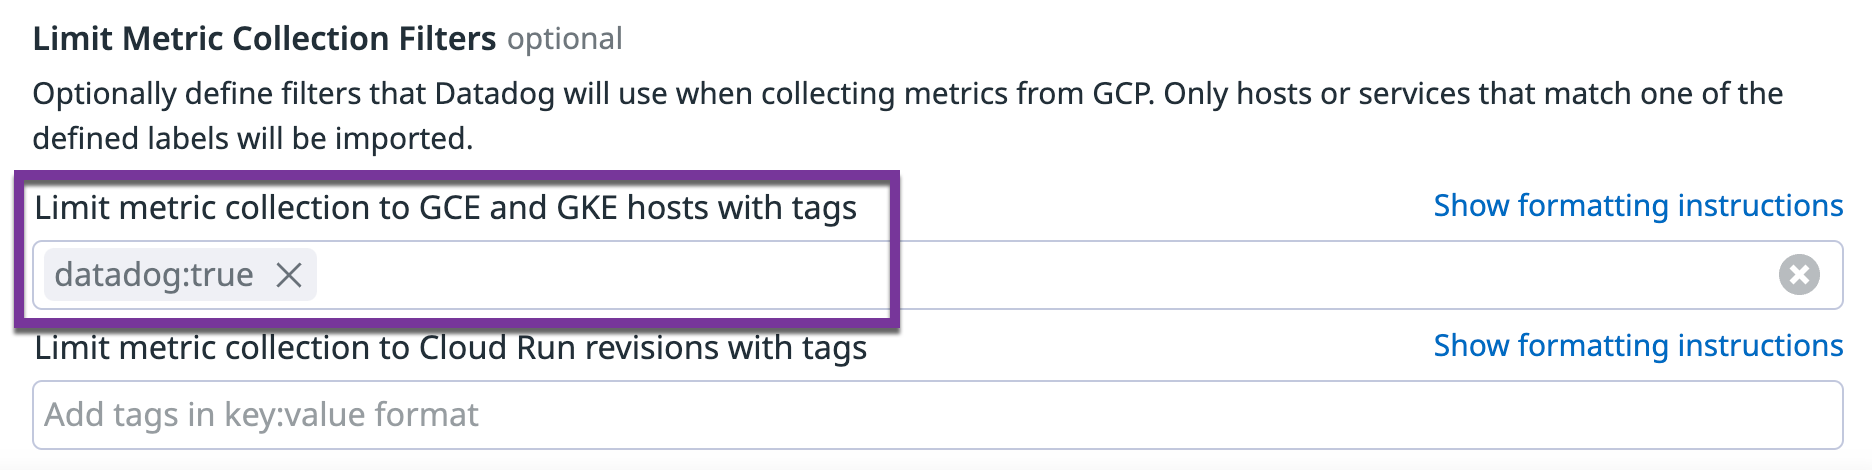 Limit Metric Collection Filters optional
Optionally define filters that Datadog will use when collecting metrics from GCP. Only hosts or services that match one of the
defined labels will be imported.
Limit metric collection to GCE and GKE hosts with tags Show formatting instructions
datadog:true
Limit metric collection to Cloud Run revisions with tags Show formatting instructions
Add tags in key:value format